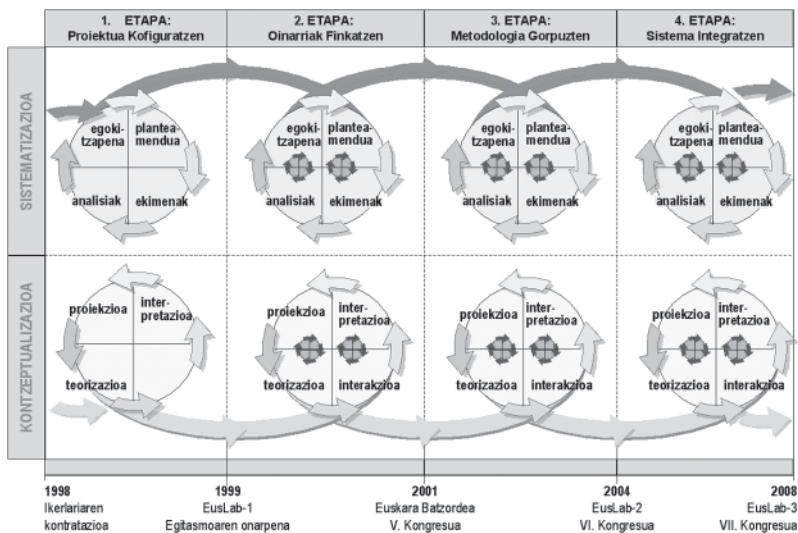 1. ETAPA:
Proiektua Kofiguratzen
2. ETAPA:
Oinarriak Finkatzen
3. ETAPA:
Metodologia Gorpuzten
4. ETAPA:
Sistema Integratzen
SISTEMATIZAZIOA
egoki-
tzapena
plantea-
mendua
analisiak
ekimenak
egoki-
tzapena
plantea-
mendua
analisiak
ekimenak
egoki-
tzapena
plantea-
mendua
analisiak
ekimenak
egoki-
tzapena
plantea-
mendua
analisiak
ekimenak
KONTZEPTUALIZAZIOA
proiekzioa
inter-
pretazioa
teorizazioa
proiekzioa
inter-
pretazioa
teorizazioa
interakzioa
proiekzioa
inter-
pretazioa
teorizazioa
interakzioa
proiekzioa
inter-
pretazioa
teorizazioa
interakzioa
1998
Ikerlariaren
kontratazioa
1999
EusLab-1
Egitasmoaren onarpena
2001
Euskara Batzordea
V. Kongresua
2004
EusLab-2
VI. Kongresua
2008
EusLab-3
VII. Kongresua